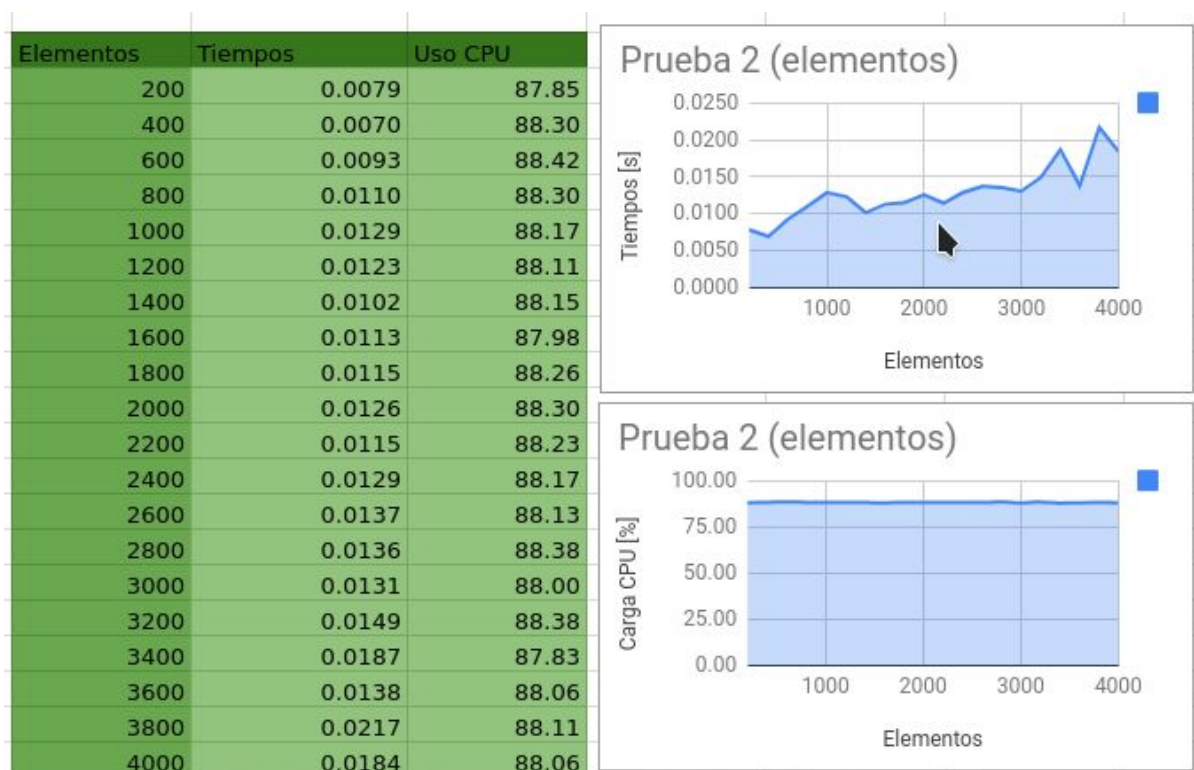 Elementos Tiempos Uso CPU
200 0.0079 87.85
400 0.0070 88.30
600 0.0093 88.42
800 0.0110 88.30
1000 0.0129 88.17
1200 0.0123 88.11
1400 0.0102 88.15
1600 0.0113 87.98
1800 0.0115 88.26
2000 0.0126 88.30
2200 0.0115 88.23
2400 0.0129 88.17
2600 0.0137 88.13
2800 0.0136 88.38
3000 0.0131 88.00
3200 0.0149 88.38
3400 0.0187 87.83
3600 0.0138 88.06
3800 0.0217 88.11
4000 0.0184 88.06
Prueba 2 (elementos)
Tiempos [s]
0.0250
0.0200
0.0150
0.0100
0.0050
0.0000
1000 2000 3000 4000
Elementos
Prueba 2 (elementos)
Carga CPU [%]
100.00
75.00
50.00
25.00
0.00
1000 2000 3000 4000
Elementos